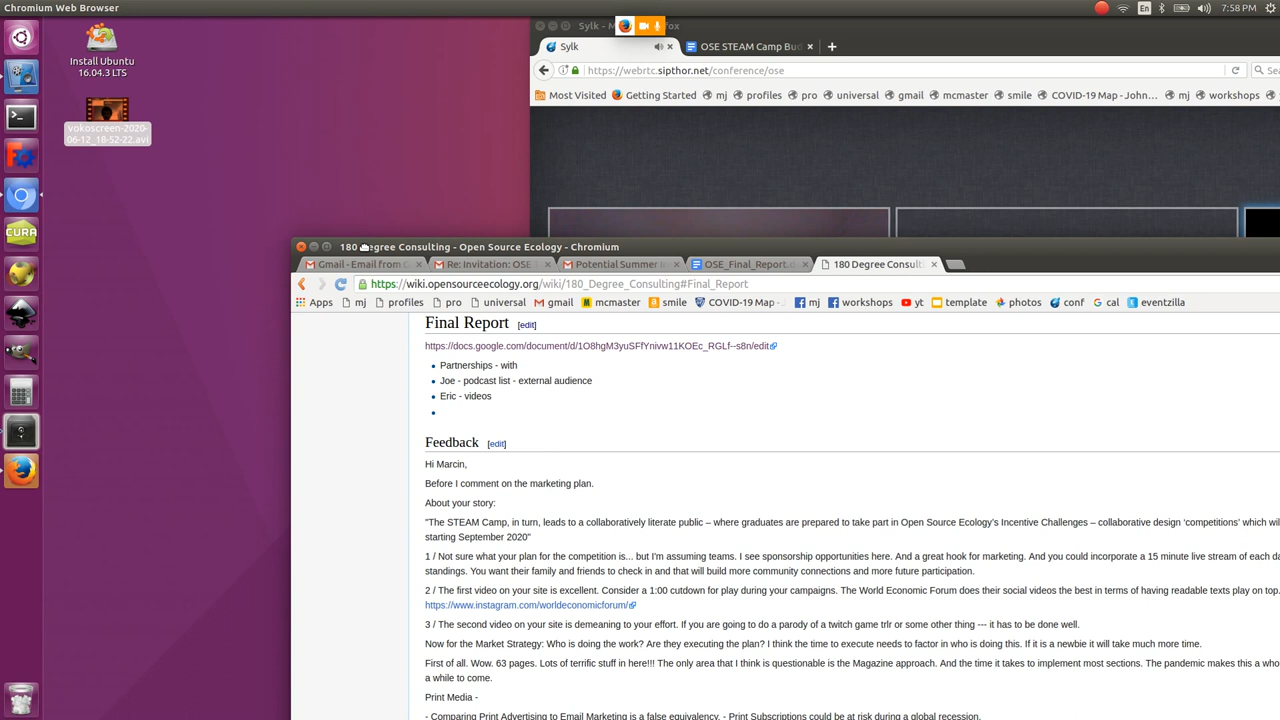 Chromium Web Browser
En
7:58 PM
Install Ubuntu
16.04.3 LTS
vokoscreen-2020-
06-12_18-52-22.avi
CURA
Sylk - M
fox
Sylk
OSE STEAM Camp Bud
https://webrtc.sipthor.net/conference/ose
Sea
Most Visited
Getting Started
mj
profiles
pro
universal
gmail
mcmaster
smile
COVID-19 Map - John...
mj
workshops
180 Degree Consulting - Open Source Ecology - Chromium
Gmail - Email from G
Re: Invitation: OSE
Potential Summer I
OSE_Final_Report.d
180 Degree Consulti
https://wiki.opensourceecology.org/wiki/180_Degree_Consulting#Final_Report
Apps
mj
profiles
pro
universal
gmail
mcmaster
smile
COVID-19 Map -
mj
workshops
yt
template
photos
conf
cal
eventzilla
Final Report [edit]
https://docs.google.com/document/d/1O8hgM3yuSFfYnivw11KOEc_RGLf--s8n/edit
Partnerships - with
Joe - podcast list - external audience
Eric - videos
Feedback [edit]
Hi Marcin,
Before I comment on the marketing plan.
About your story:
"The STEAM Camp, in turn, leads to a collaboratively literate public – where graduates are prepared to take part in Open Source Ecology's Incentive Challenges – collaborative design 'competitions' which wil
starting September 2020"
1 / Not sure what your plan for the competition is... but I'm assuming teams. I see sponsorship opportunities here. And a great hook for marketing. And you could incorporate a 15 minute live stream of each da
standings. You want their family and friends to check in and that will build more community connections and more future participation.
2 / The first video on your site is excellent. Consider a 1:00 cutdown for play during your campaigns. The World Economic Forum does their social videos the best in terms of having readable texts play on top.
https://www.instagram.com/worldeconomicforum/
3 / The second video on your site is demeaning to your effort. If you are going to do a parody of a twitch game trlr or some other thing --- it has to be done well.
Now for the Market Strategy: Who is doing the work? Are they executing the plan? I think the time to execute needs to factor in who is doing this. If it is a newbie it will take much more time.
First of all. Wow. 63 pages. Lots of terrific stuff in here!!! The only area that I think is questionable is the Magazine approach. And the time it takes to implement most sections. The pandemic makes this a who
a while to come.
Print Media -
- Comparing Print Advertising to Email Marketing is a false equivalency. - Print Subscriptions could be at risk during a global recession.